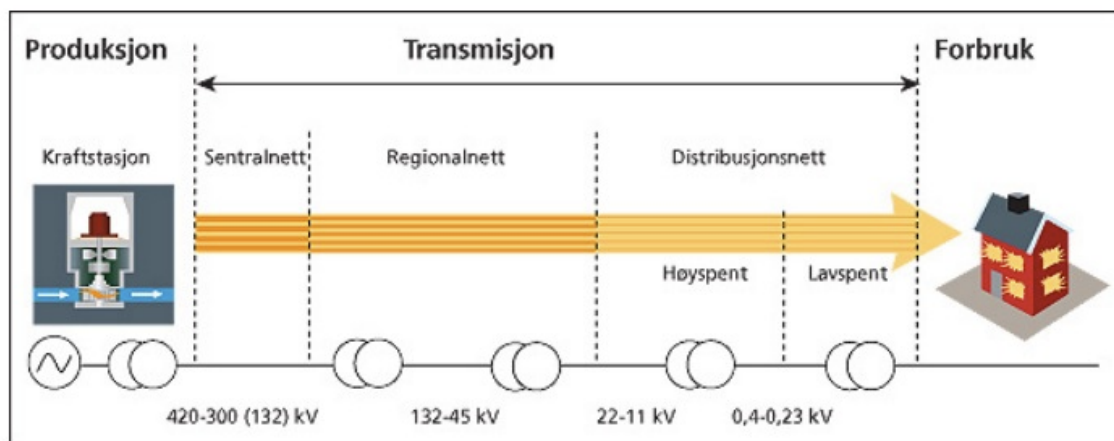 Produksjon
Transmisjon
Forbruk
Kraftstasjon
Sentralnett
Regionalnett
Distribusjonsnett
Høyspent
Lavspent
420-300 (132) kV
132-45 kV
22-11 kV
0,4-0,23 kV